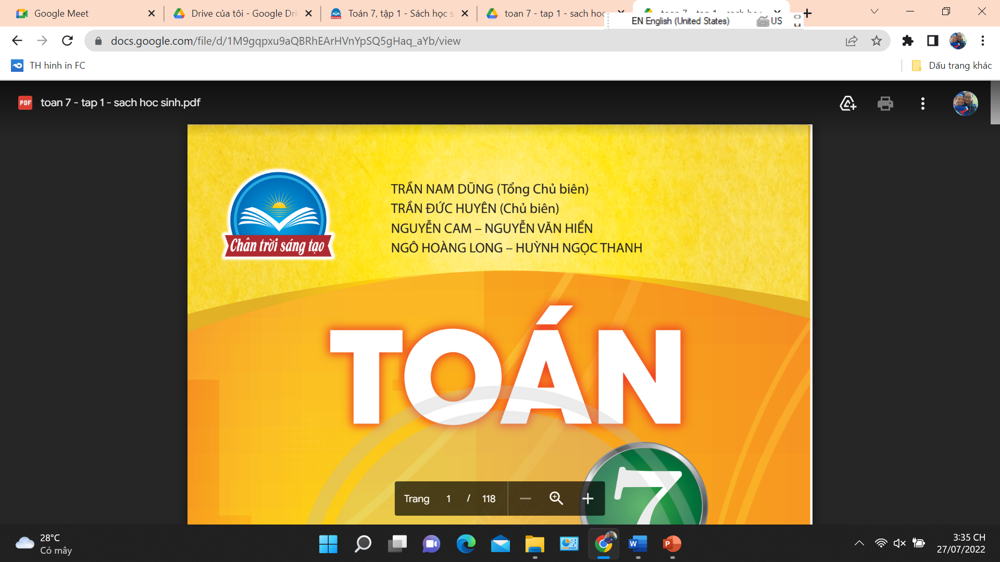 Google Meet
Drive của tôi - Google Dri
Toán 7, tập 1 - Sách học s
toan 7 - tap 1 - sach hoc
EN English (United States)
US
docs.google.com/file/d/1M9gqpxu9aQBRhEArHVnYpSQ5gHaq_aYb/view
TH hinh in FC
Dấu trang khác
PDF
toan 7 - tap 1 - sach hoc sinh.pdf
TRẦN NAM DŨNG (Tổng Chủ biên)
TRẦN ĐỨC HUYÊN (Chủ biên)
NGUYỄN CAM – NGUYỄN VĂN HIỂN
NGÔ HOÀNG LONG – HUỲNH NGỌC THANH
Chân trời sáng tạo
TOÁN
7
Trang 1 / 118
28°C
Có mây
3:35 CH
27/07/2022